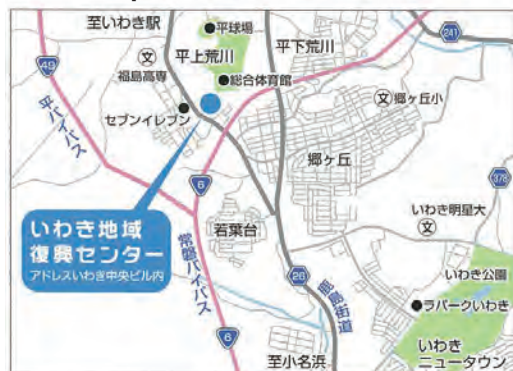 至いわき駅
平球場
平上荒川
平下荒川
241
49
文
福島高専
総合体育館
文 郷ヶ丘小
セブンイレブン
平バイパス
郷ヶ丘
6
いわき地域
復興センター
アドレスいわき中央ビル内
若葉台
いわき明星大
文
常磐バイパス
26
鹿島街道
いわき公園
ラパークいわき
6
至小名浜
いわき
ニュータウン